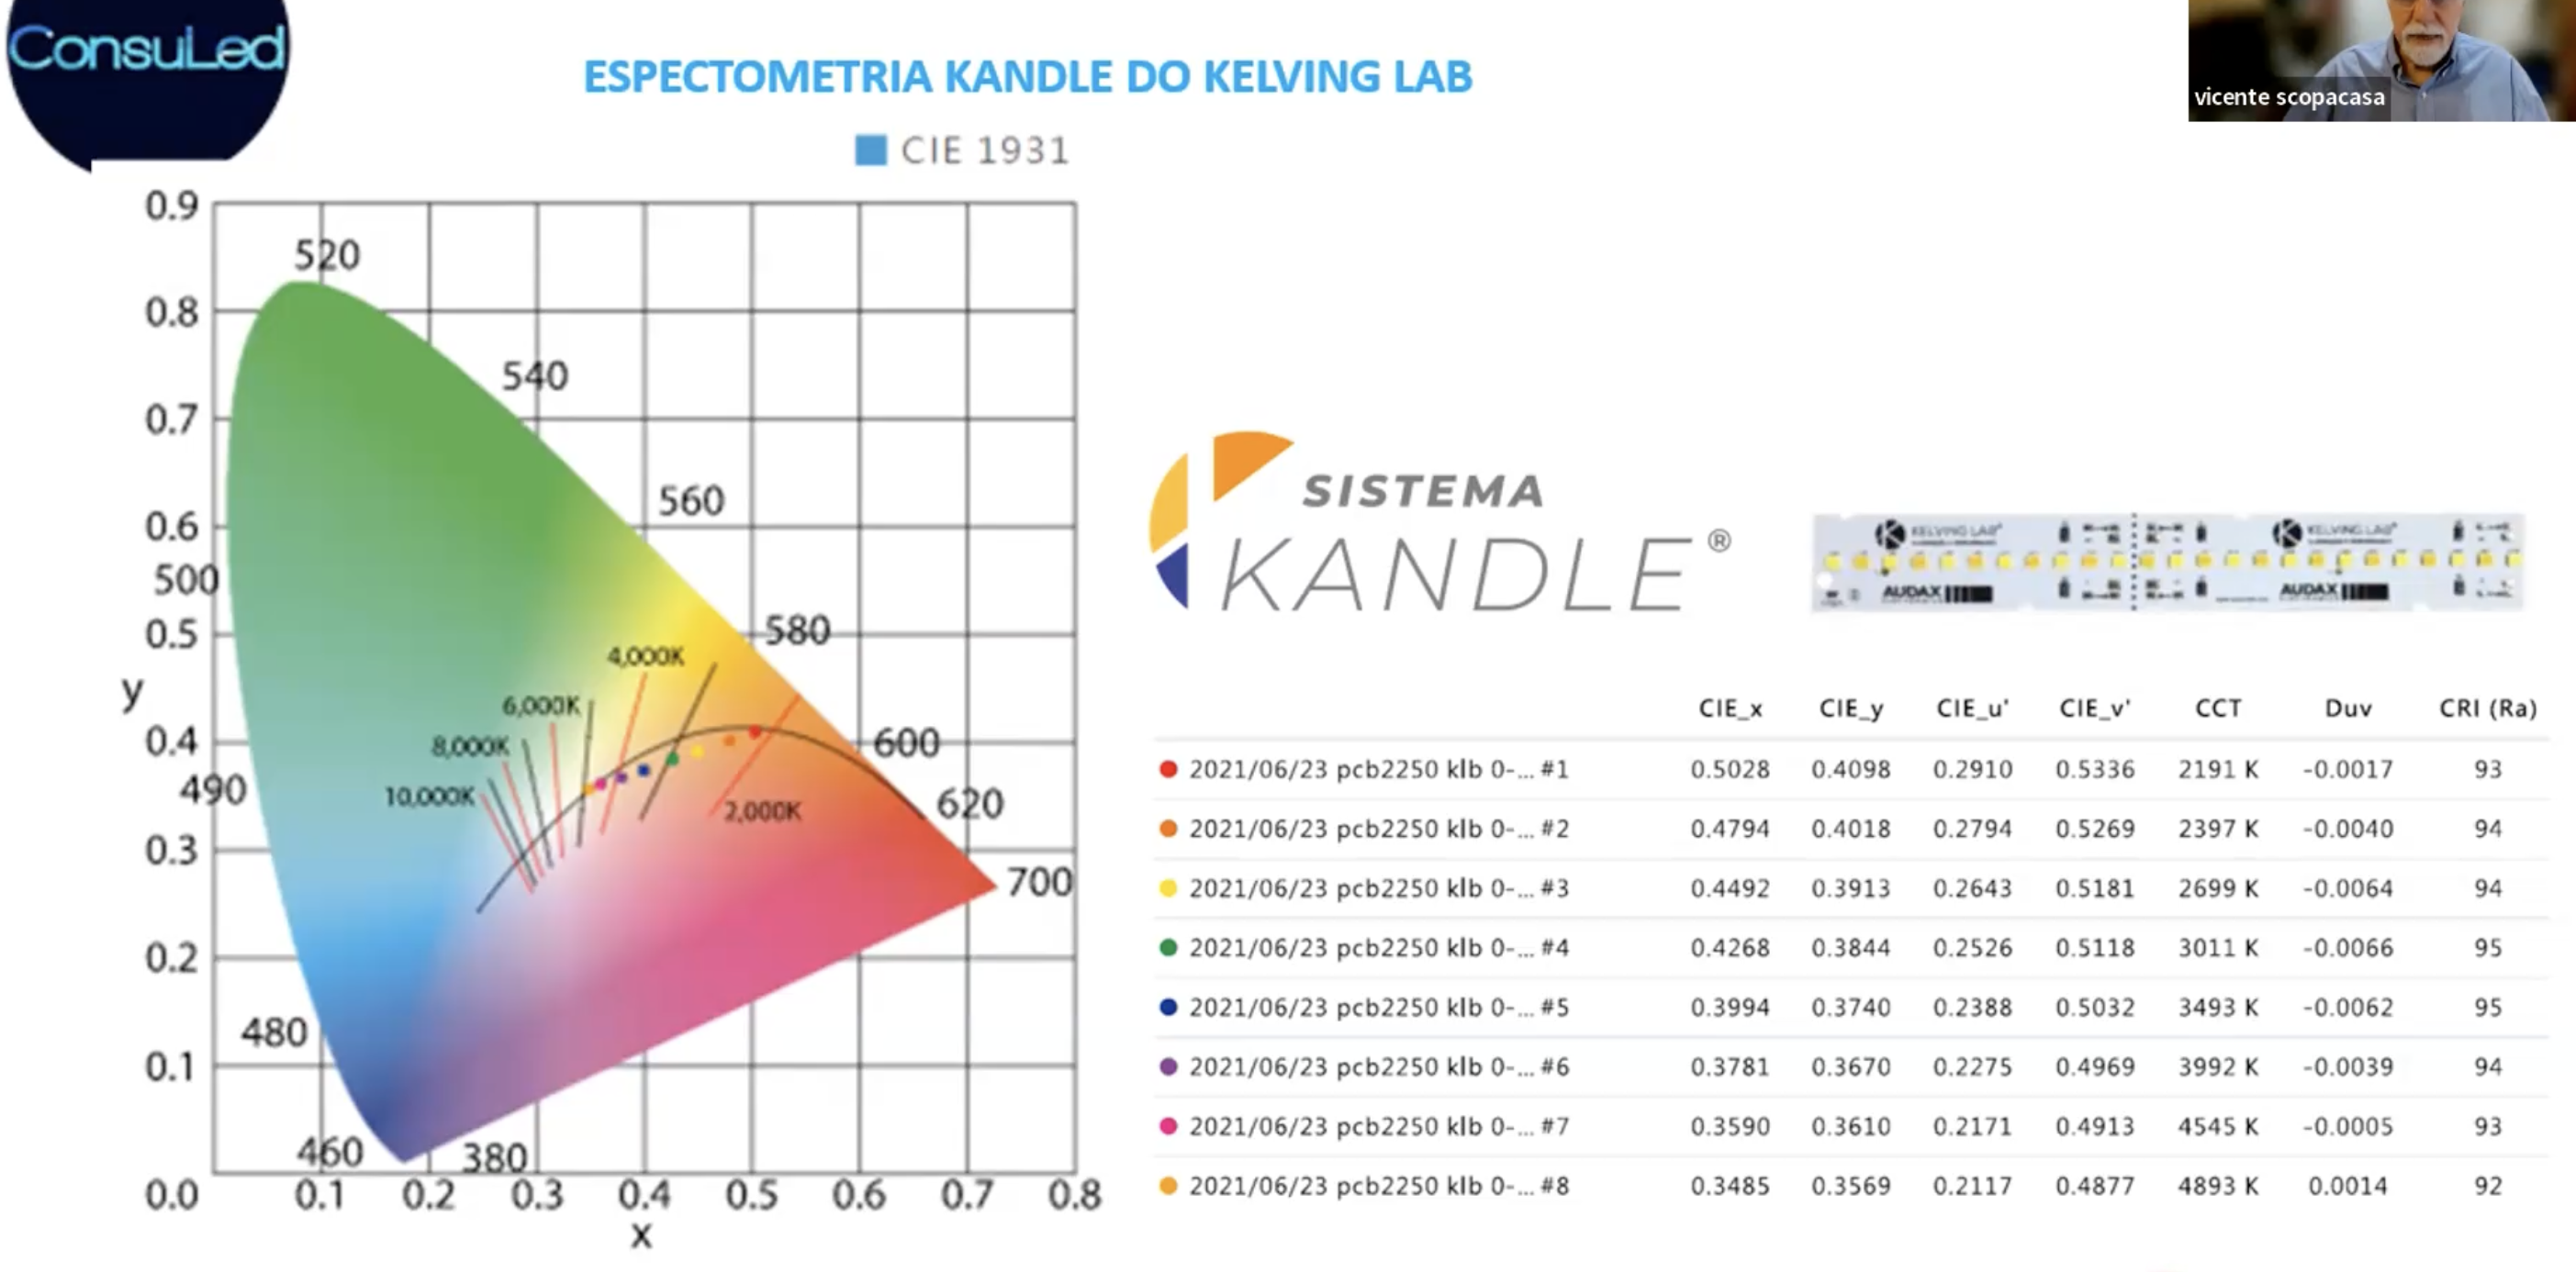 ConsuLed
ESPECTOMETRIA KANDLE DO KELVING LAB
vicente scopacasa
CIE 1931
0.9
520
0.8
540
0.7
560
0.6
500
0.5
580
4,000K
y
6,000K
8,000K
0.4
600
490
10,000K
2,000K
620
0.3
700
0.2
480
0.1
460
380
0.0 0.1 0.2 0.3 0.4 0.5 0.6 0.7 0.8
x
SISTEMA
KANDLE®
KELVING LAB® KELVING LAB®
AUDAX AUDAX
CIE_x CIE_y CIE_u' CIE_v' CCT Duv CRI (Ra)
2021/06/23 pcb2250 klb 0-... #1 0.5028 0.4098 0.2910 0.5336 2191 K -0.0017 93
2021/06/23 pcb2250 klb 0-... #2 0.4794 0.4018 0.2794 0.5269 2397 K -0.0040 94
2021/06/23 pcb2250 klb 0-... #3 0.4492 0.3913 0.2643 0.5181 2699 K -0.0064 94
2021/06/23 pcb2250 klb 0-... #4 0.4268 0.3844 0.2526 0.5118 3011 K -0.0066 95
2021/06/23 pcb2250 klb 0-... #5 0.3994 0.3740 0.2388 0.5032 3493 K -0.0062 95
2021/06/23 pcb2250 klb 0-... #6 0.3781 0.3670 0.2275 0.4969 3992 K -0.0039 94
2021/06/23 pcb2250 klb 0-... #7 0.3590 0.3610 0.2171 0.4913 4545 K -0.0005 93
2021/06/23 pcb2250 klb 0-... #8 0.3485 0.3569 0.2117 0.4877 4893 K 0.0014 92